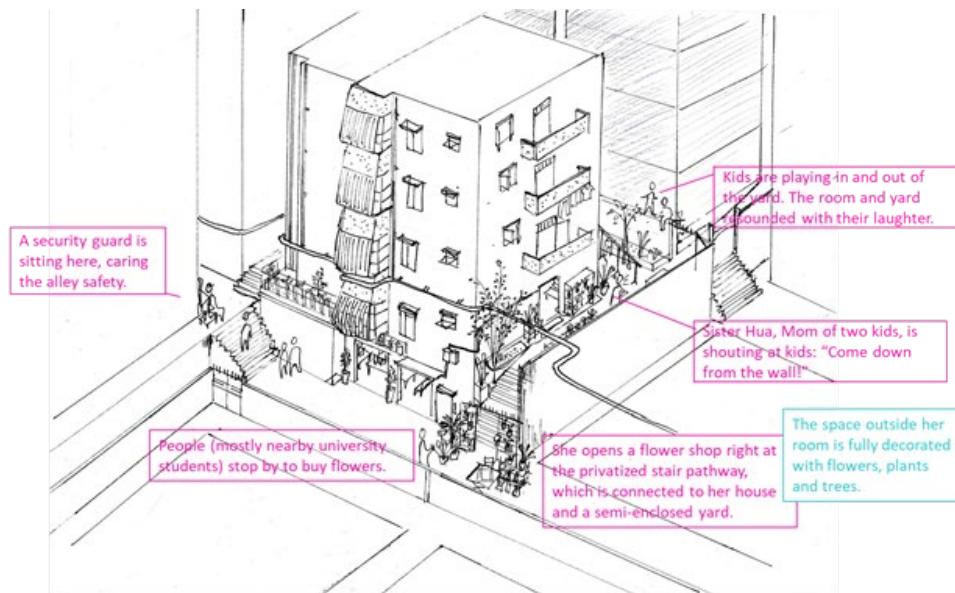 Kids are playing in and out of
the yard. The room and yard
resounded with their laughter.
A security guard is
sitting here, caring
the alley safety.
Sister Hua, Mom of two kids, is
shouting at kids: “Come down
from the wall!”
People (mostly nearby university
students) stop by to buy flowers.
She opens a flower shop right at
the privatized stair pathway,
which is connected to her house
and a semi-enclosed yard.
The space outside her
room is fully decorated
with flowers, plants
and trees.